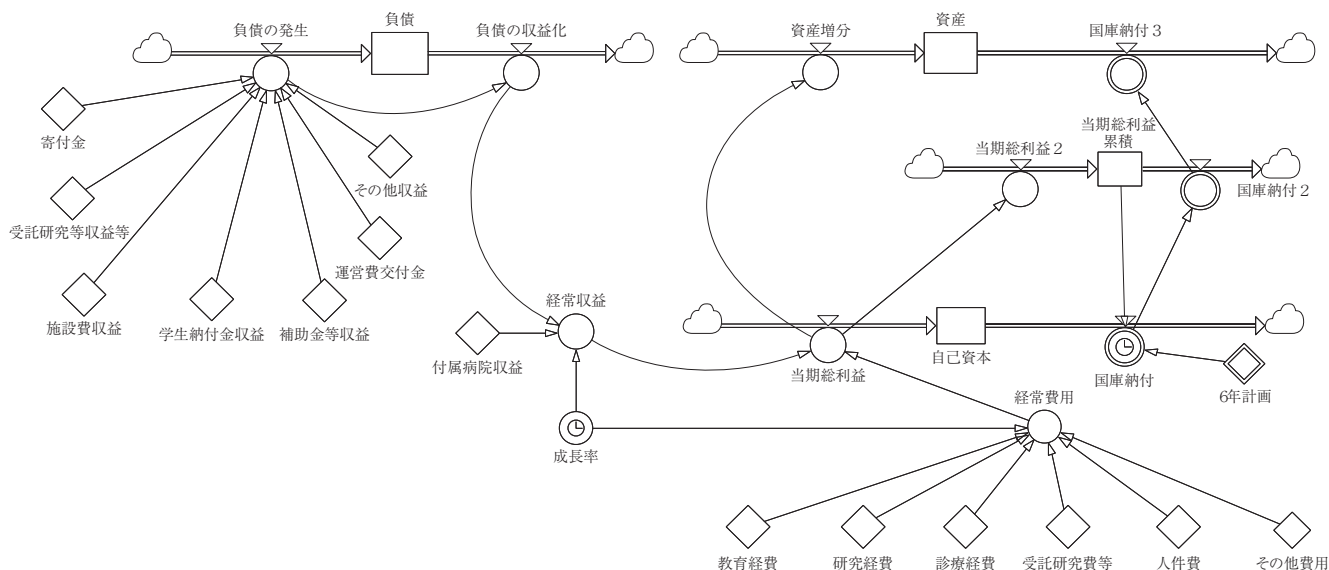 負債の発生
負債
負債の収益化
資産増分
資産
国庫納付3
寄付金
その他収益
受託研究等収益等
運営費交付金
施設費収益
学生納付金収益
補助金等収益
当期総利益2
当期総利益
累積
国庫納付2
経常収益
付属病院収益
当期総利益
自己資本
国庫納付
6年計画
経常費用
成長率
教育経費
研究経費
診療経費
受託研究費等
人件費
その他費用